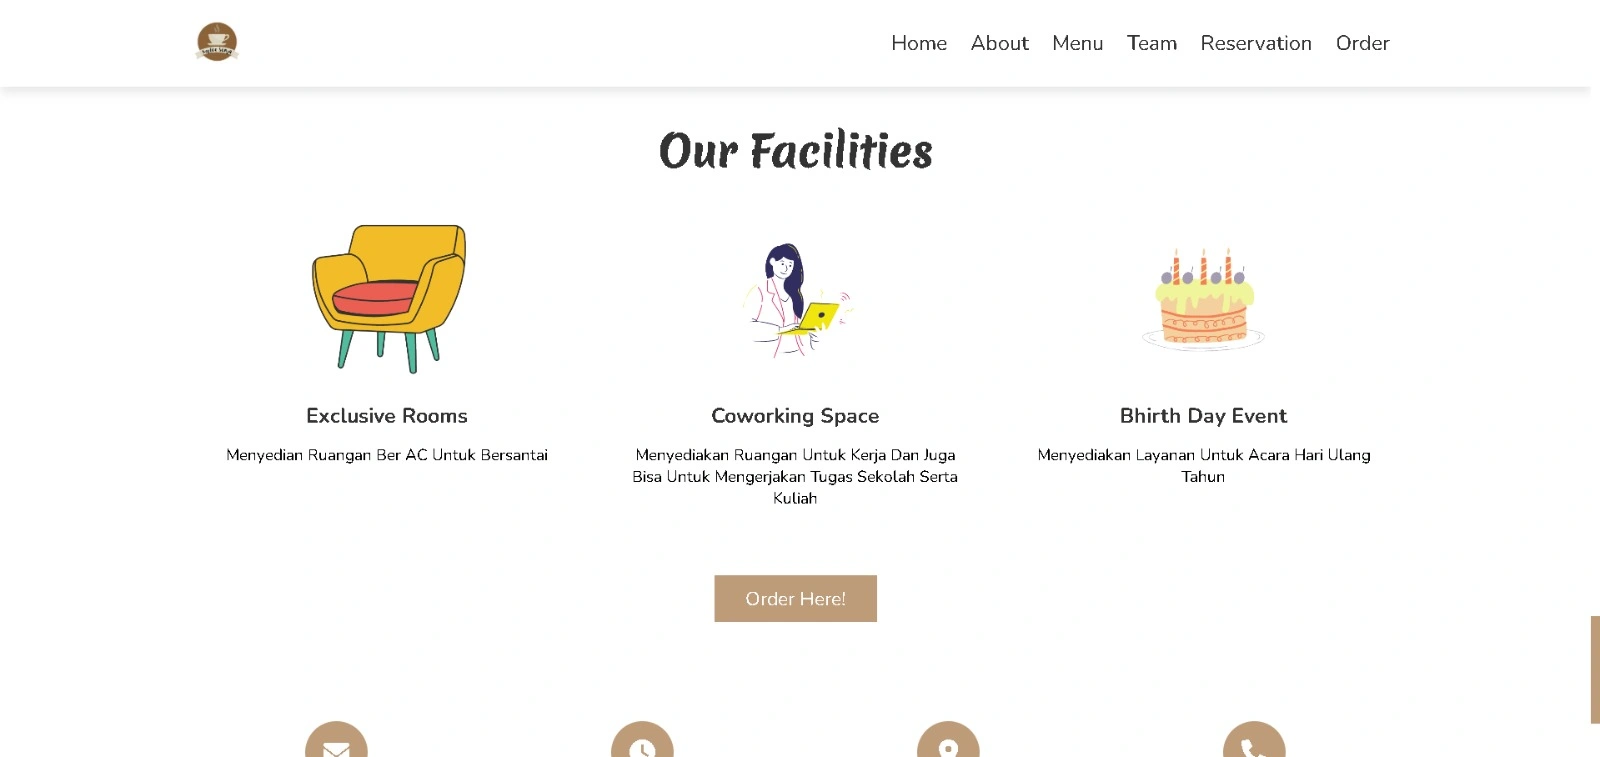 Home About Menu Team Reservation Order
Our Facilities
Exclusive Rooms
Menyedian Ruangan Ber AC Untuk Bersantai
Coworking Space
Menyediakan Ruangan Untuk Kerja Dan Juga
Bisa Untuk Mengerjakan Tugas Sekolah Serta
Kuliah
Bhirth Day Event
Menyediakan Layanan Untuk Acara Hari Ulang
Tahun
Order Here!